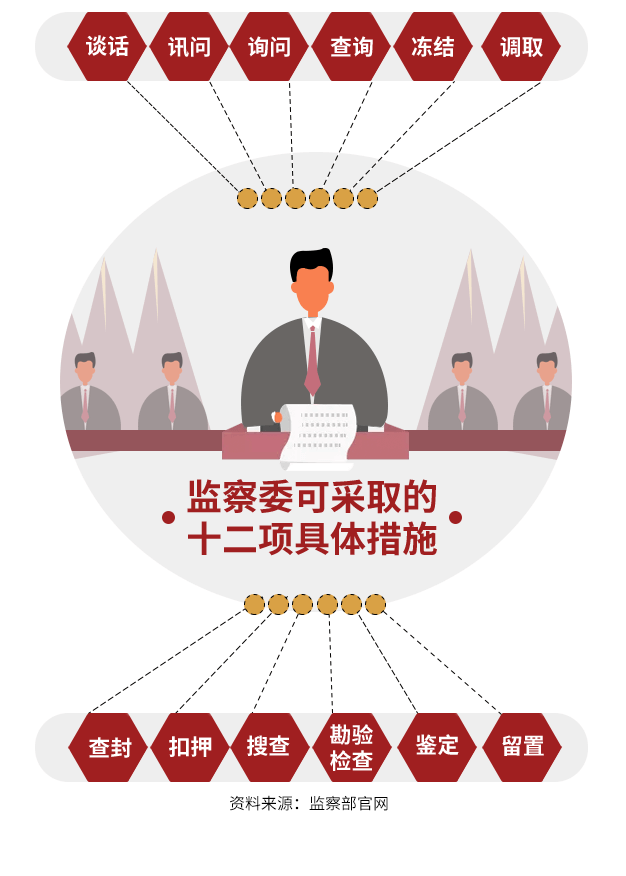 谈话 讯问 询问 查询 冻结 调取
监察委可采取的
十二项具体措施
查封 扣押 搜查 勘验检查 鉴定 留置
资料来源：监察部官网